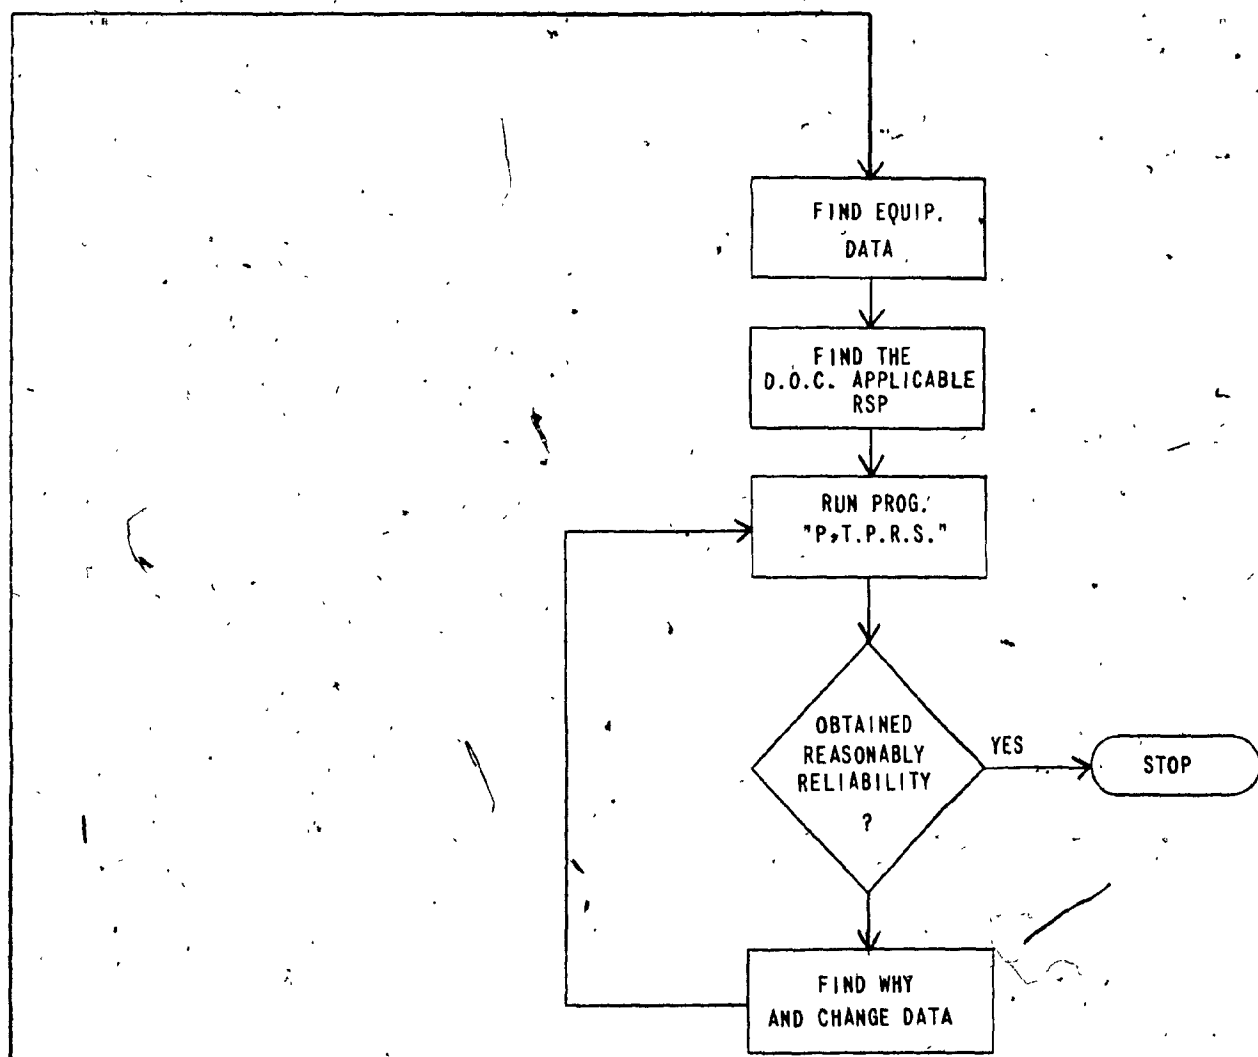 FIND EQUIP.
DATA
FIND THE
D.O.C. APPLICABLE
RSP
RUN PROG.
"P.T.P.R.S."
OBTAINED
REASONABLY
RELIABILITY
?
YES
STOP
FIND WHY
AND CHANGE DATA